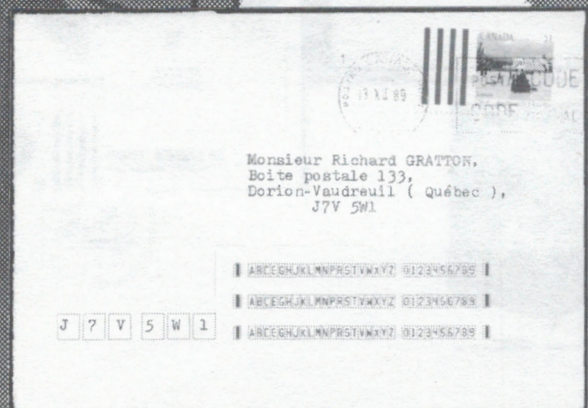 CANADA
CODE
CODE
Monsieur Richard GRATTON,
Boite postale 133,
Dorion-Vaudreuil ( Québec ),
J7V 5W1
ABCEGHJKLMNPRSTVWXYZ 0123456789
ABCEGHJKLMNPRSTVWXYZ 0123456789
J 7 V 5 W 1
ABCEGHJKLMNPRSTVWXYZ 0123456789